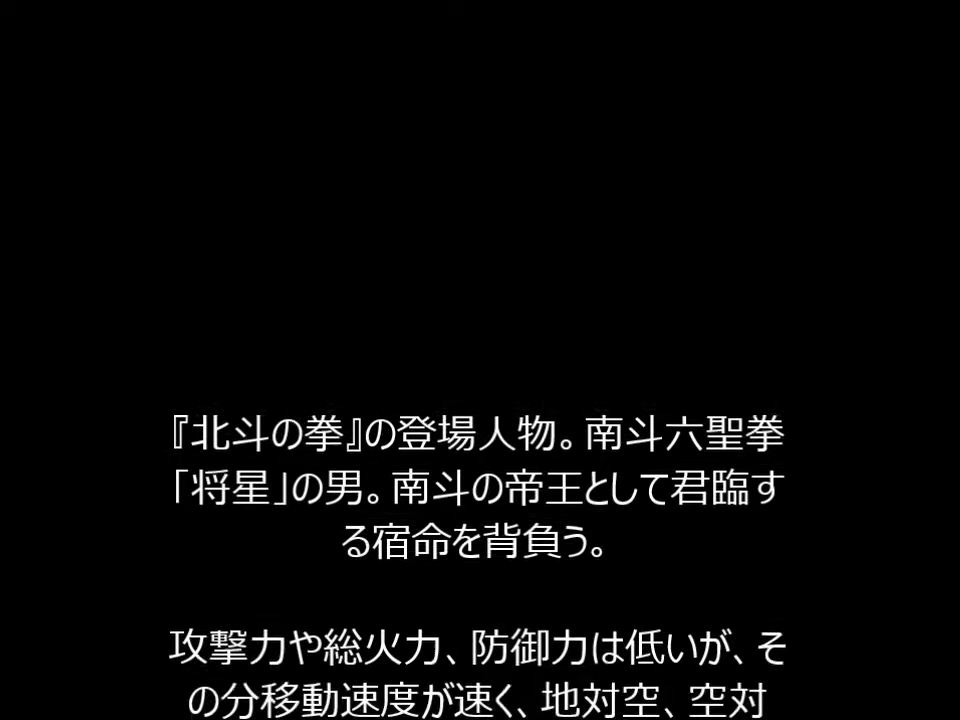 『北斗の拳』の登場人物。南斗六聖拳
「将星」の男。南斗の帝王として君臨す
る宿命を背負う。
攻撃力や総火力、防御力は低いが、そ
の分移動速度が速く、地対空、空対